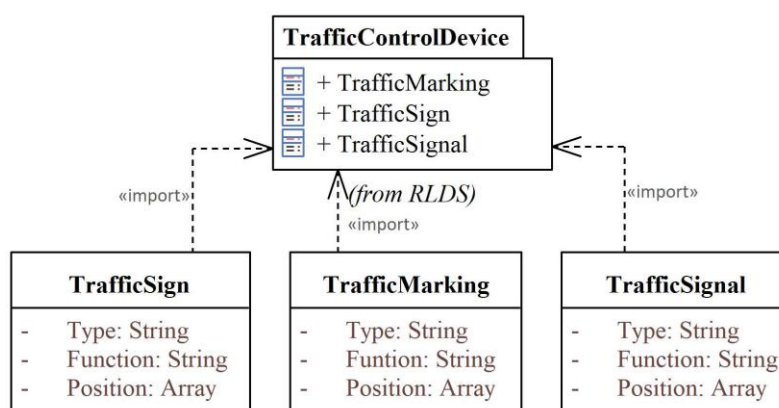 TrafficControlDevice
+ TrafficMarking
+ TrafficSign
+ TrafficSignal
(from RLDS)
«import»
«import»
«import»
TrafficSign
- Type: String
- Function: String
- Position: Array
TrafficMarking
- Type: String
- Funtion: String
- Position: Array
TrafficSignal
- Type: String
- Function: String
- Position: Array